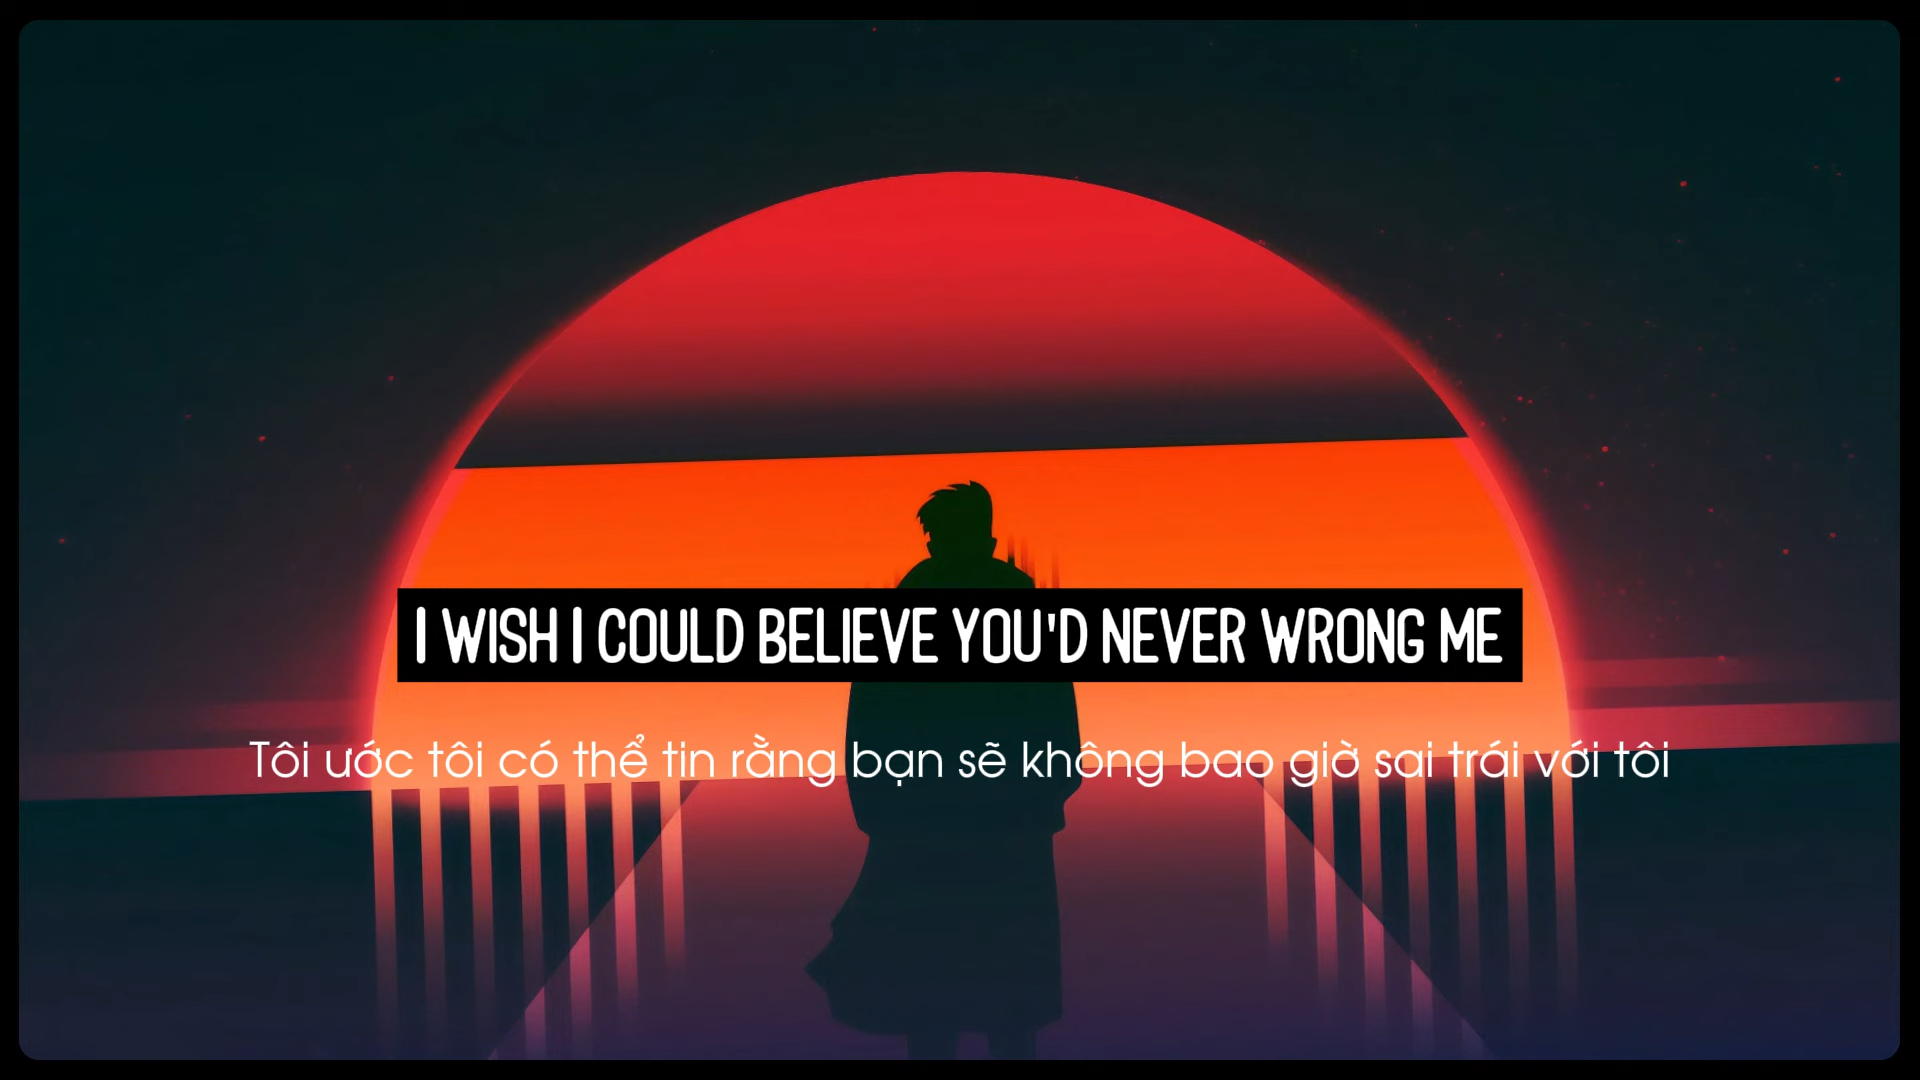 I WISH I COULD BELIEVE YOU'D NEVER WRONG ME
Tôi ước tôi có thể tin rằng bạn sẽ không bao giờ sai trái với tôi